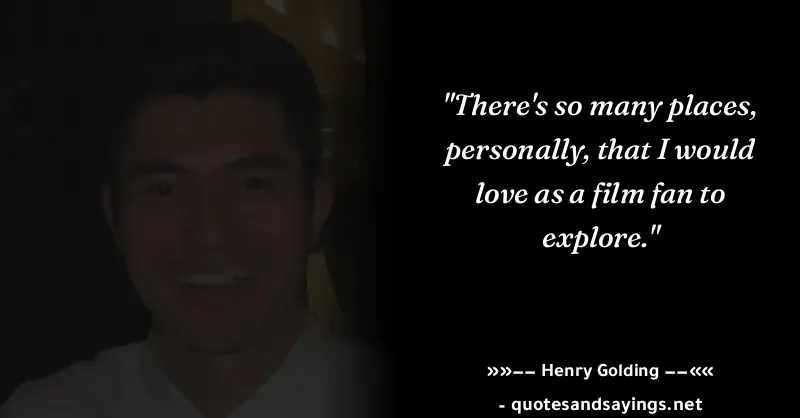 "There's so many places,
personally, that I would
love as a film fan to
explore."
»»−− Henry Golding −−««
- quotesandsayings.net